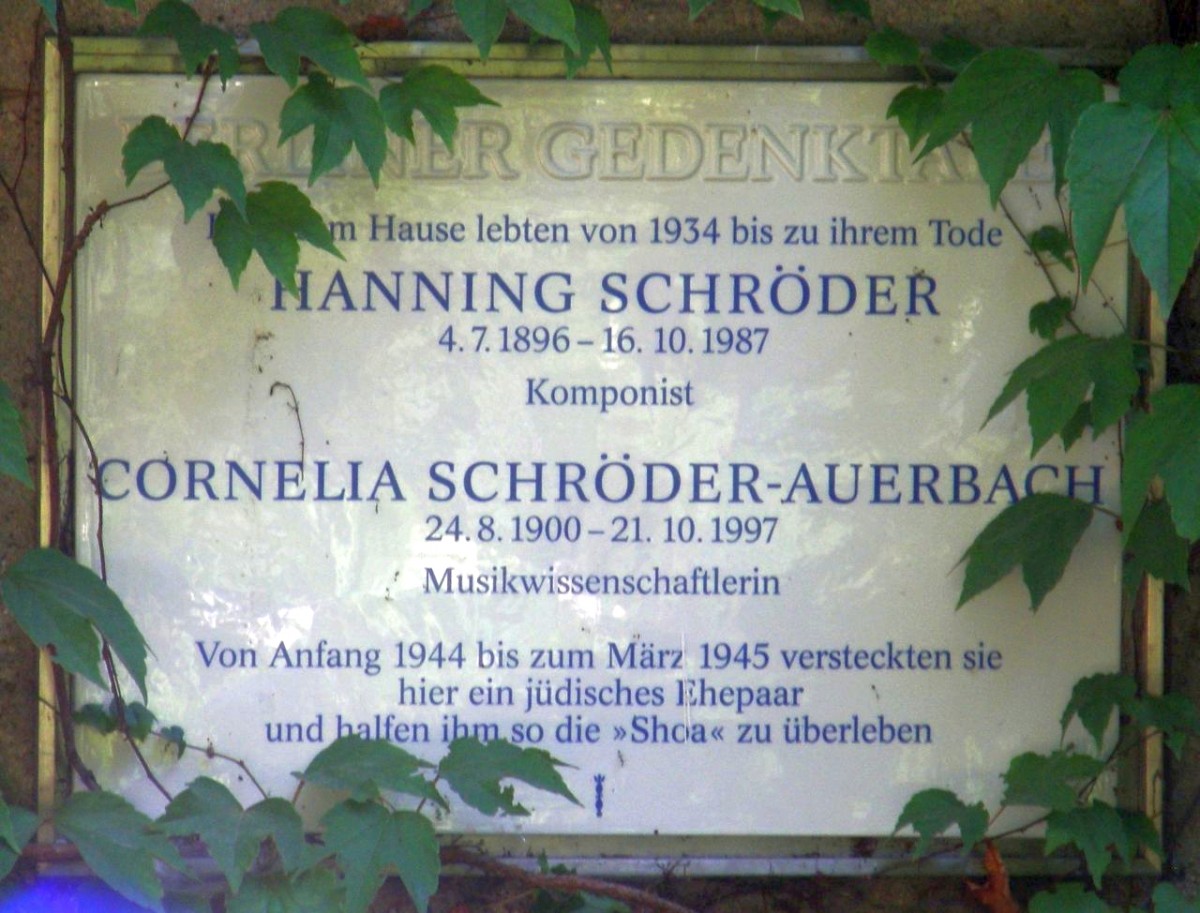 BERLINER GEDENKTAFEL
m Hause lebten von 1934 bis zu ihrem Tode
HANNING SCHRÖDER
4. 7. 1896 – 16. 10. 1987
Komponist
CORNELIA SCHRÖDER-AUERBACH
24. 8. 1900 – 21. 10. 1997
Musikwissenschaftlerin
Von Anfang 1944 bis zum März 1945 versteckten sie
hier ein jüdisches Ehepaar
und halfen ihm so die »Shoa« zu überleben